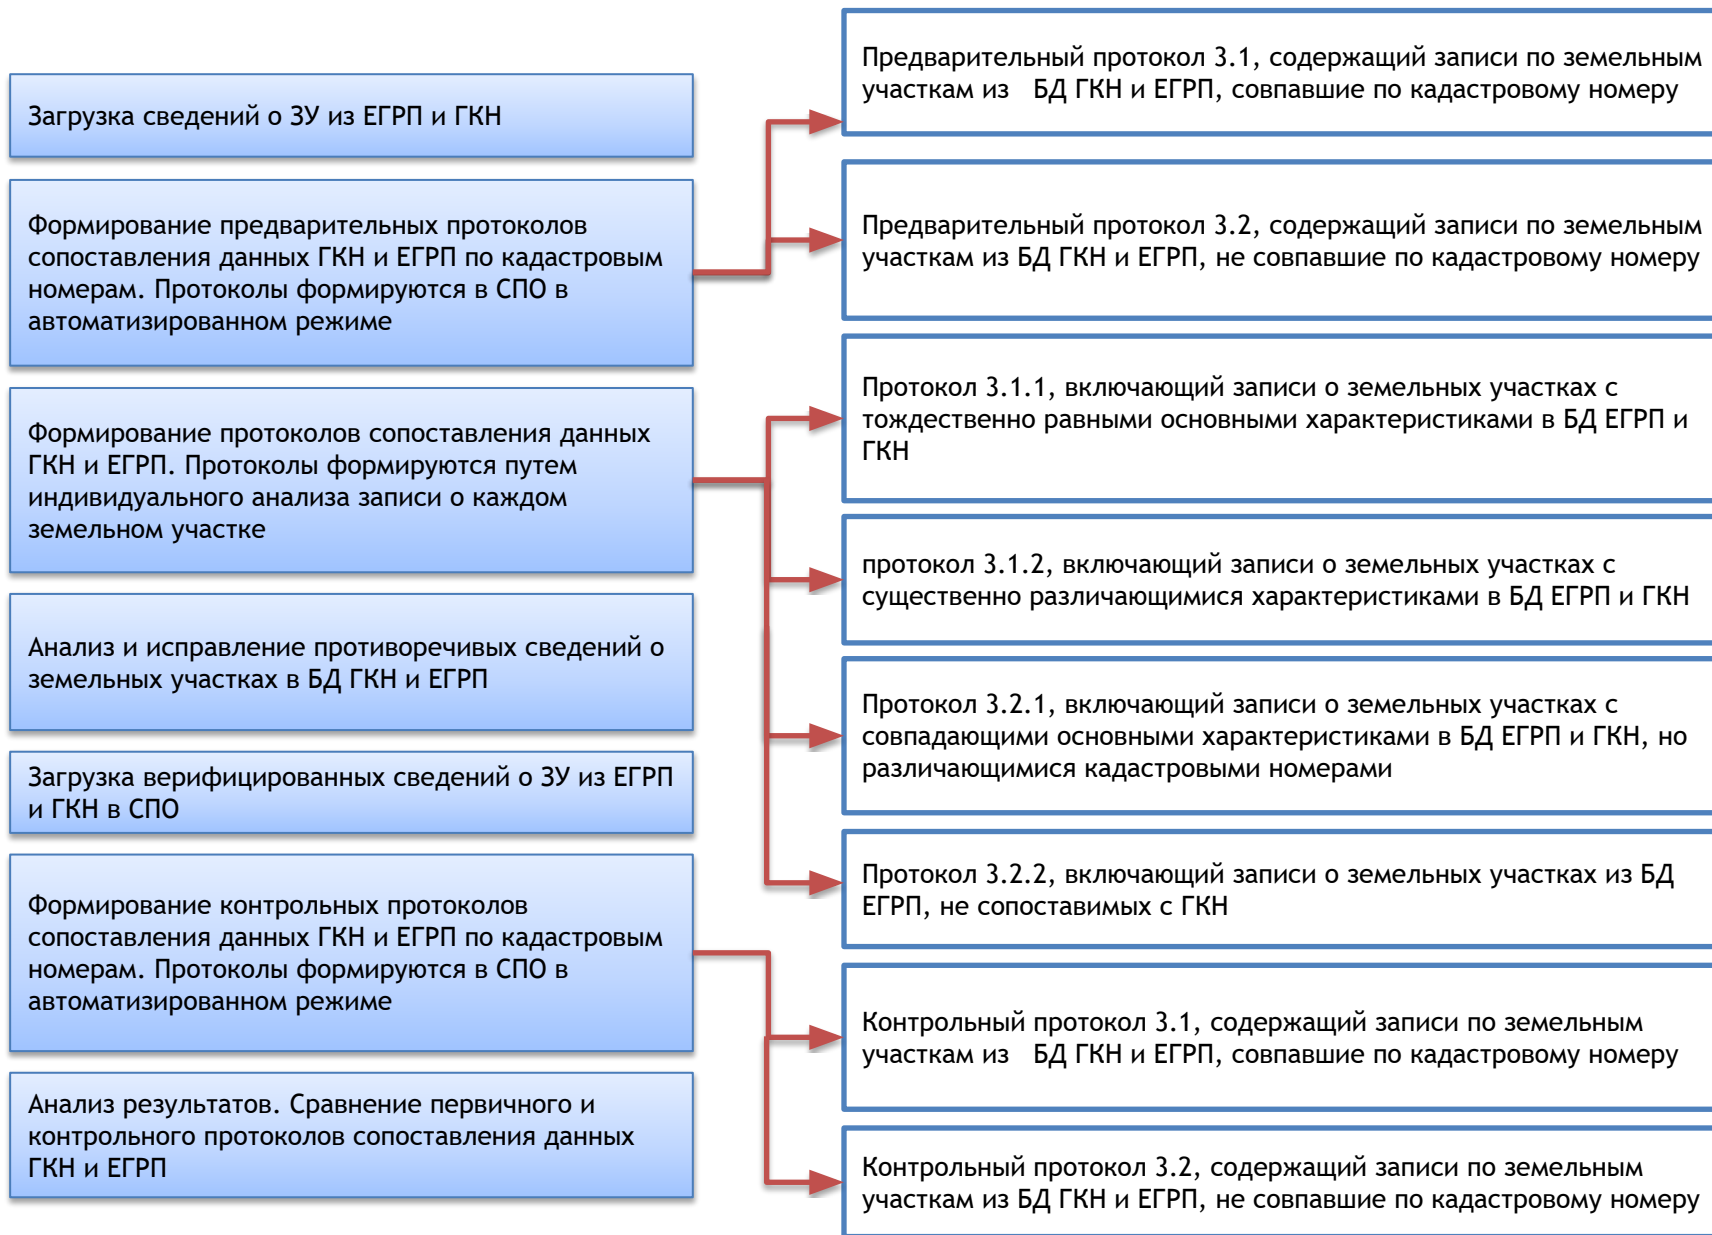 Загрузка сведений о ЗУ из ЕГРП и ГКН
Формирование предварительных протоколов
сопоставления данных ГКН и ЕГРП по кадастровым
номерам. Протоколы формируются в СПО в
автоматизированном режиме
Формирование протоколов сопоставления данных
ГКН и ЕГРП. Протоколы формируются путем
индивидуального анализа записи о каждом
земельном участке
Анализ и исправление противоречивых сведений о
земельных участках в БД ГКН и ЕГРП
Загрузка верифицированных сведений о ЗУ из ЕГРП
и ГКН в СПО
Формирование контрольных протоколов
сопоставления данных ГКН и ЕГРП по кадастровым
номерам. Протоколы формируются в СПО в
автоматизированном режиме
Анализ результатов. Сравнение первичного и
контрольного протоколов сопоставления данных
ГКН и ЕГРП
Предварительный протокол 3.1, содержащий записи по земельным
участкам из БД ГКН и ЕГРП, совпавшие по кадастровому номеру
Предварительный протокол 3.2, содержащий записи по земельным
участкам из БД ГКН и ЕГРП, не совпавшие по кадастровому номеру
Протокол 3.1.1, включающий записи о земельных участках с
тождественно равными основными характеристиками в БД ЕГРП и
ГКН
протокол 3.1.2, включающий записи о земельных участках с
существенно различающимися характеристиками в БД ЕГРП и ГКН
Протокол 3.2.1, включающий записи о земельных участках с
совпадающими основными характеристиками в БД ЕГРП и ГКН, но
различающимися кадастровыми номерами
Протокол 3.2.2, включающий записи о земельных участках из БД
ЕГРП, не сопоставимых с ГКН
Контрольный протокол 3.1, содержащий записи по земельным
участкам из БД ГКН и ЕГРП, совпавшие по кадастровому номеру
Контрольный протокол 3.2, содержащий записи по земельным
участкам из БД ГКН и ЕГРП, не совпавшие по кадастровому номеру